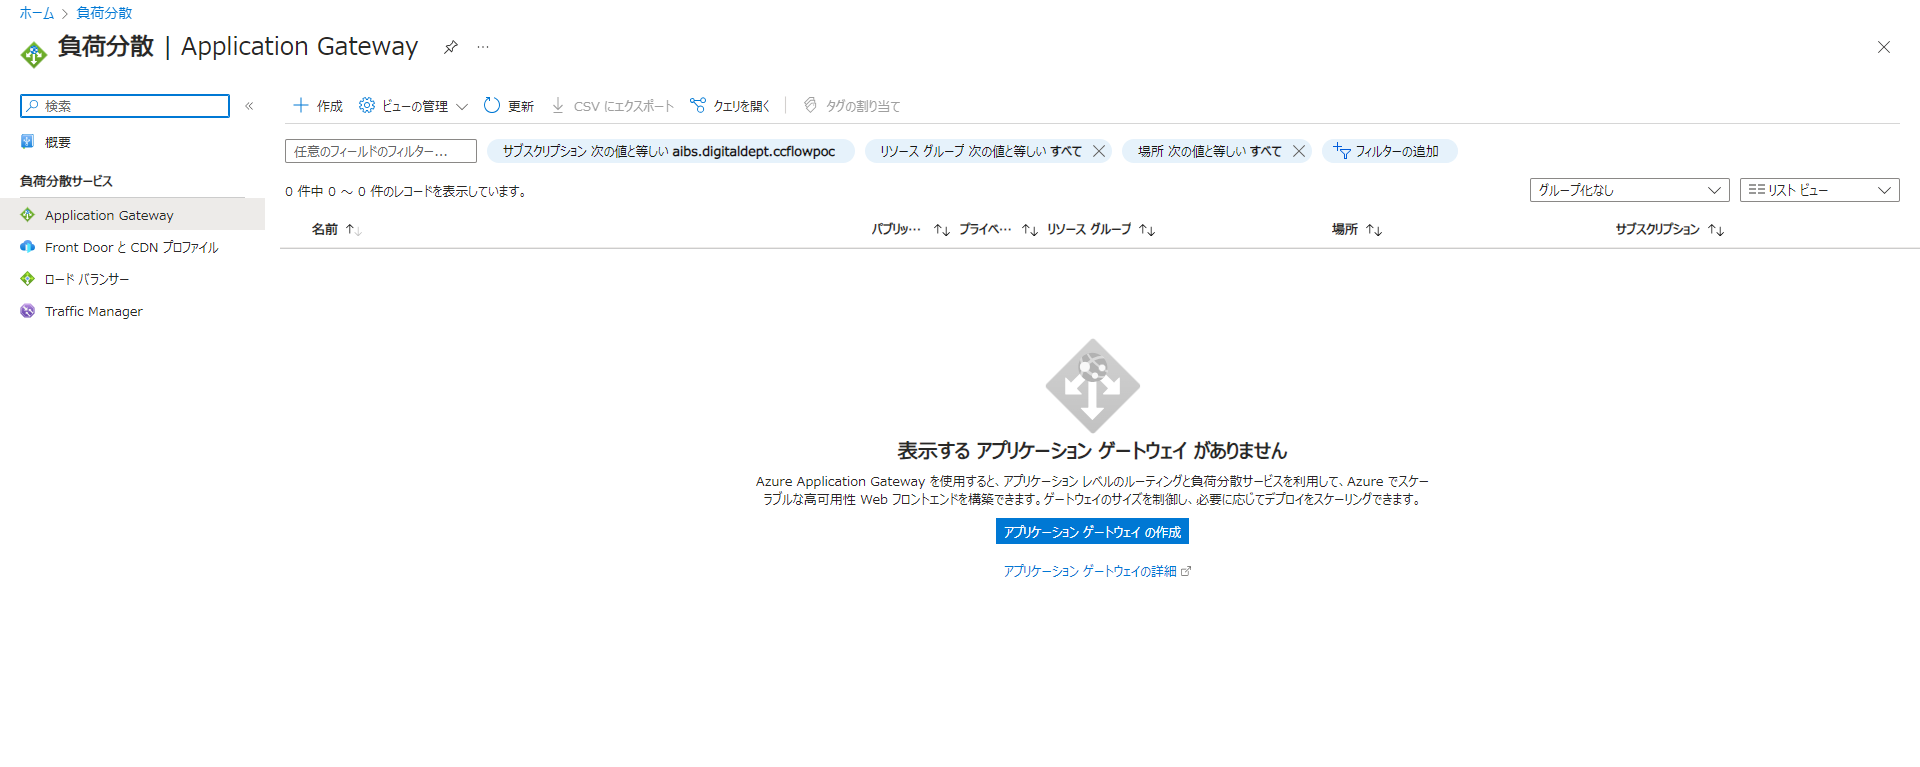 ホーム > 負荷分散
負荷分散 | Application Gateway ...
検索 «
概要
負荷分散サービス
Application Gateway
Front Door と CDN プロファイル
ロード バランサー
Traffic Manager
作成 ビューの管理 更新 CSV にエクスポート クエリを開く タグの割り当て
任意のフィールドのフィルター... サブスクリプション 次の値と等しい aibs.digitaldept.ccflowpoc リソース グループ 次の値と等しい すべて 場所 次の値と等しい すべて フィルターの追加
0 件中 0 ～ 0 件のレコードを表示しています。 グループ化なし リスト ビュー
名前 ↑↓ パブリッ… ↑↓ プライベ… ↑↓ リソース グループ ↑↓ 場所 ↑↓ サブスクリプション ↑↓
表示する アプリケーション ゲートウェイ がありません
Azure Application Gateway を使用すると、アプリケーション レベルのルーティングと負荷分散サービスを利用して、Azure でスケー
ラブルな高可用性 Web フロントエンドを構築できます。ゲートウェイのサイズを制御し、必要に応じてデプロイをスケーリングできます。
アプリケーション ゲートウェイ の作成
アプリケーション ゲートウェイの詳細